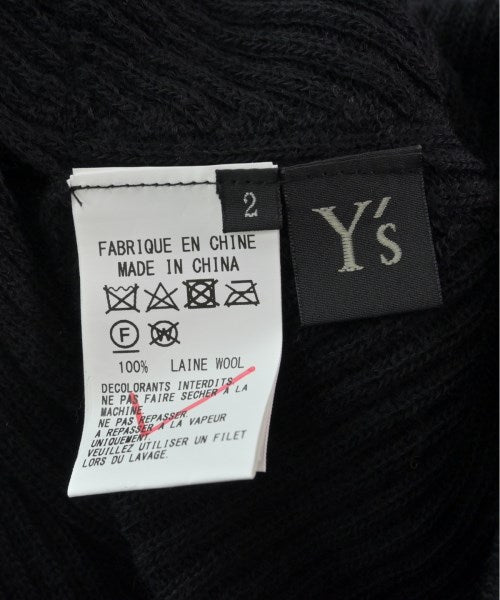 2
Y's
FABRIQUE EN CHINE
MADE IN CHINA
F W
100% LAINE WOOL
DECOLORANTS INTERDITS
NE PAS FAIRE SECHER A LA
MACHINE
NE PAS REPASSER.
A REPASSER A LA VAPEUR
UNIQUEMENT
VEUILLEZ UTILISER UN FILET
LORS DU LAVAGE.